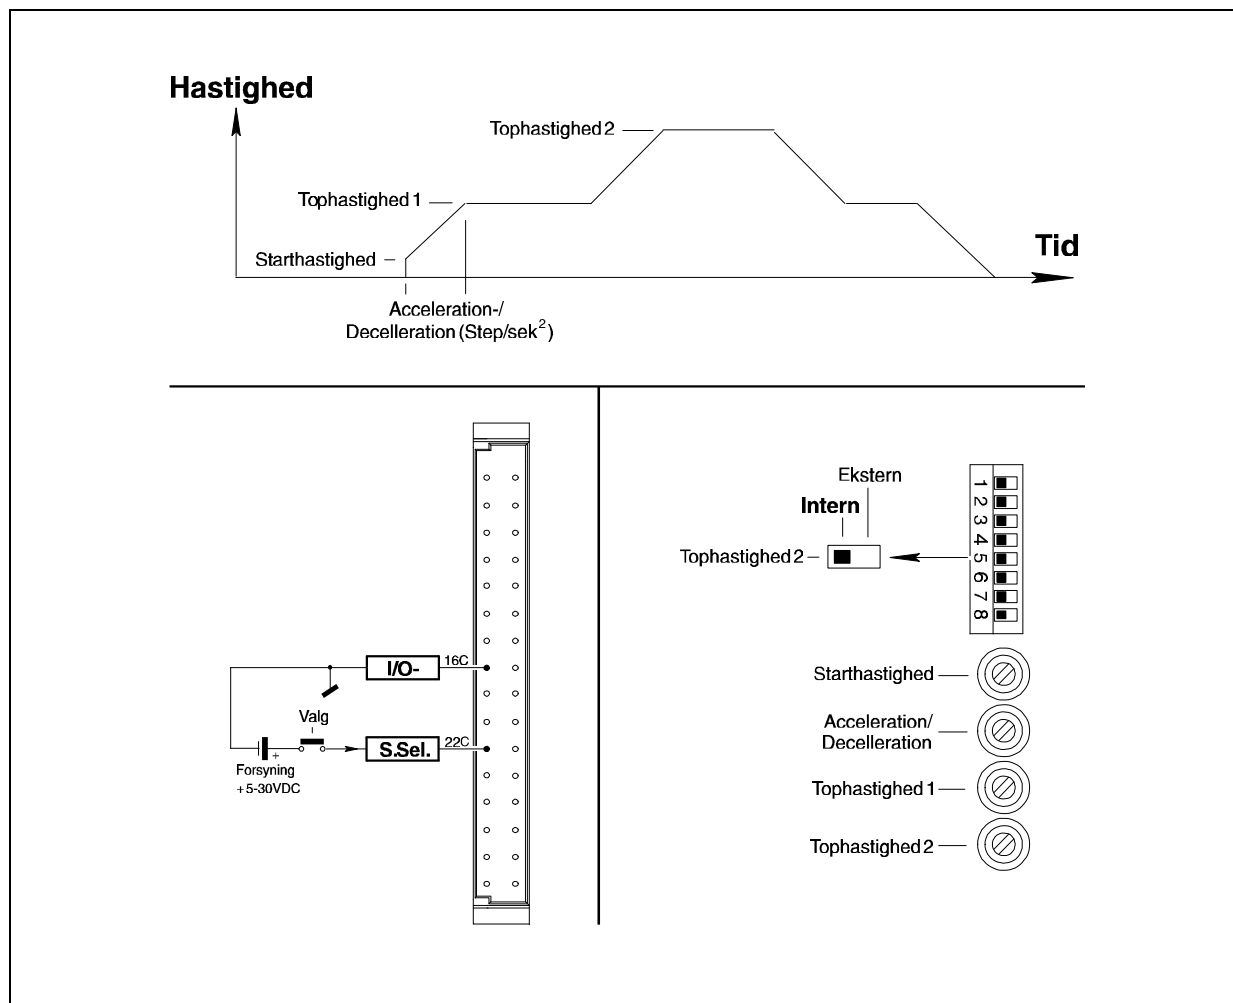 Hastighed
Tophastighed 2
Tophastighed 1
Starthastighed
Tid
Acceleration-/
Decelleration (Step/sek²)
I/O-
16C
Valg
S.Sel.
22C
+
Forsyning
+5-30VDC
Ekstern
Intern
Tophastighed 2
1
2
3
4
5
6
7
8
Starthastighed
Acceleration/
Decelleration
Tophastighed 1
Tophastighed 2